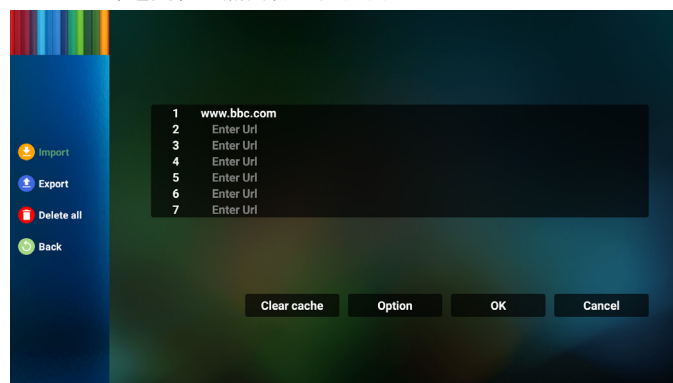 Import
Export
Delete all
Back
1 www.bbc.com
2 Enter Url
3 Enter Url
4 Enter Url
5 Enter Url
6 Enter Url
7 Enter Url
Clear cache Option OK Cancel